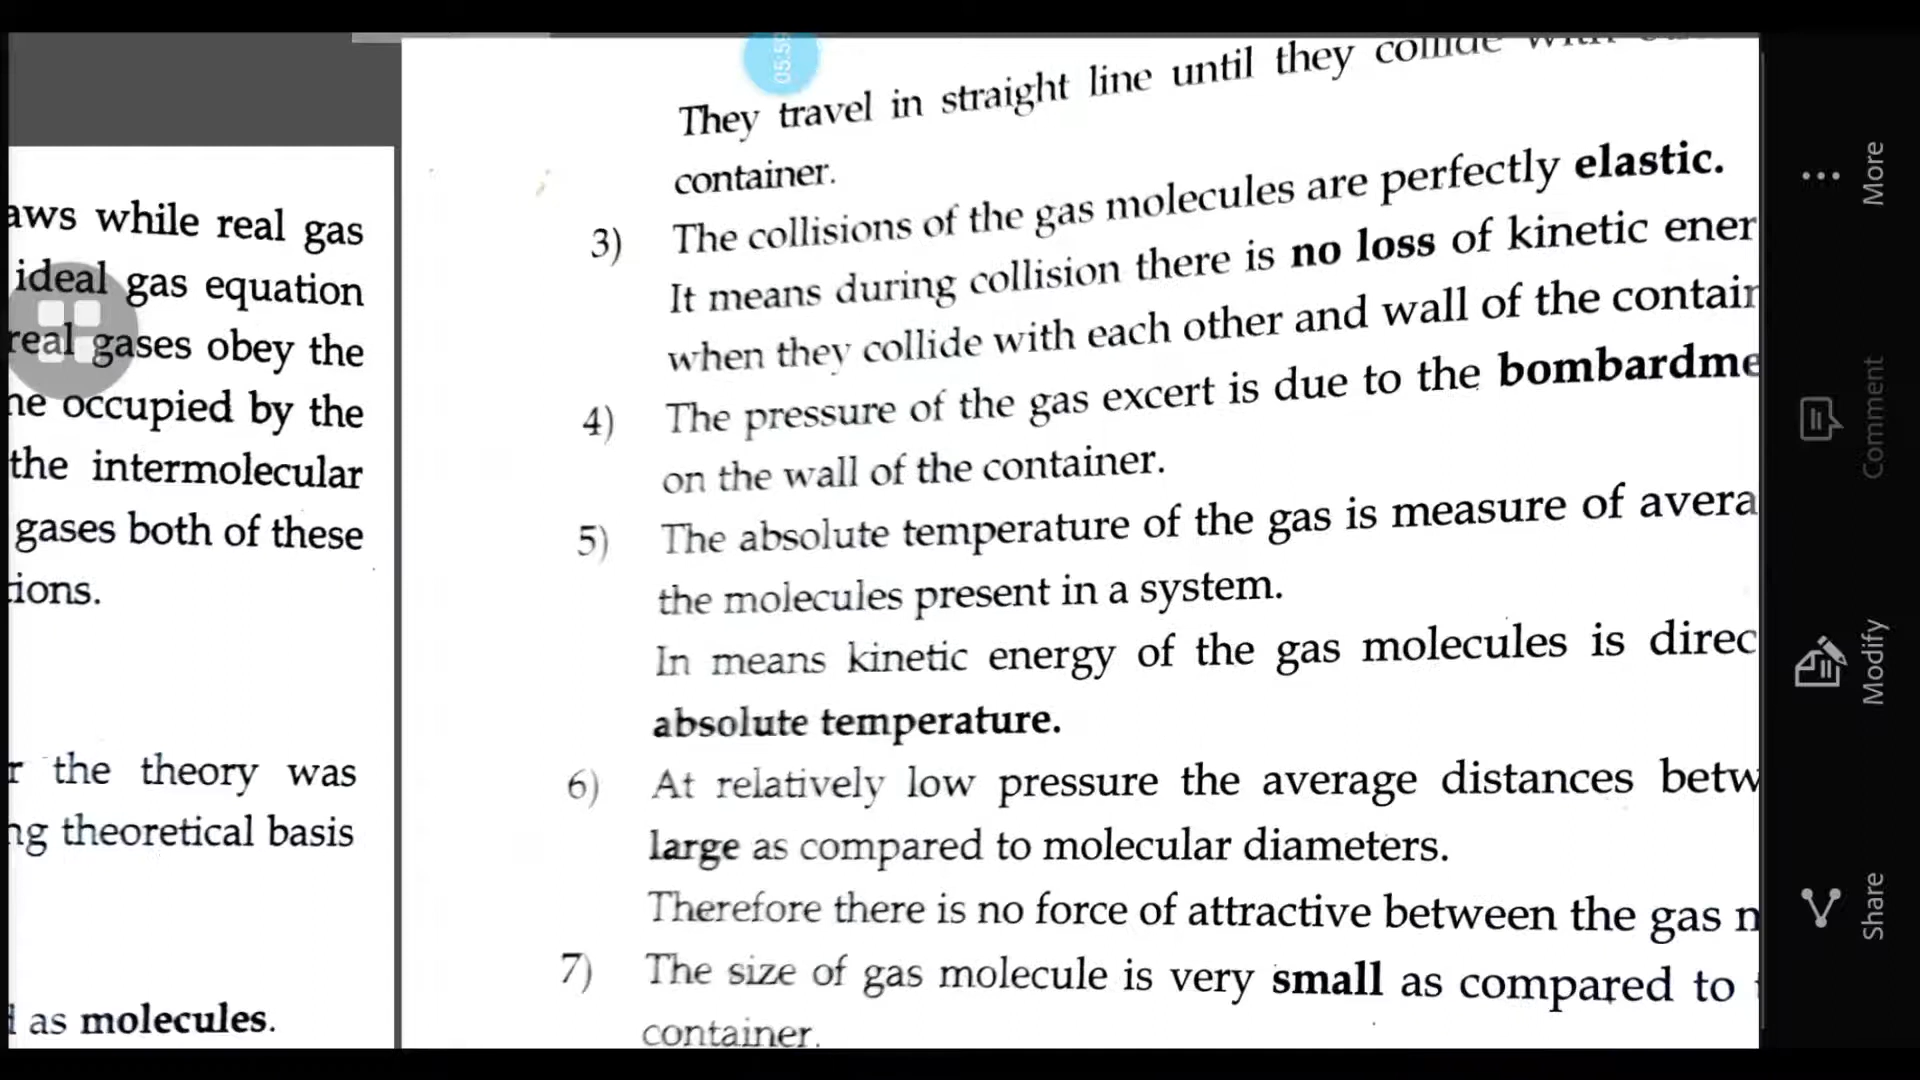 aws while real gas
ideal gas equation
real gases obey the
occupied by the
the intermolecular
gases both of these
ions.
the theory was
theoretical basis
as molecules.
05:59
They travel in straight line until they collide with
container.
3) The collisions of the gas molecules are perfectly elastic.
It means during collision there is no loss of kinetic ener
when they collide with each other and wall of the contain
4) The pressure of the gas excert is due to the bombardme
on the wall of the container.
5) The absolute temperature of the gas is measure of avera
the molecules present in a system.
In means kinetic energy of the gas molecules is direc
absolute temperature.
6) At relatively low pressure the average distances betw
large as compared to molecular diameters.
Therefore there is no force of attractive between the gas
7) The size of gas molecule is very small as compared to
container.
More
Comment
Modify
Share